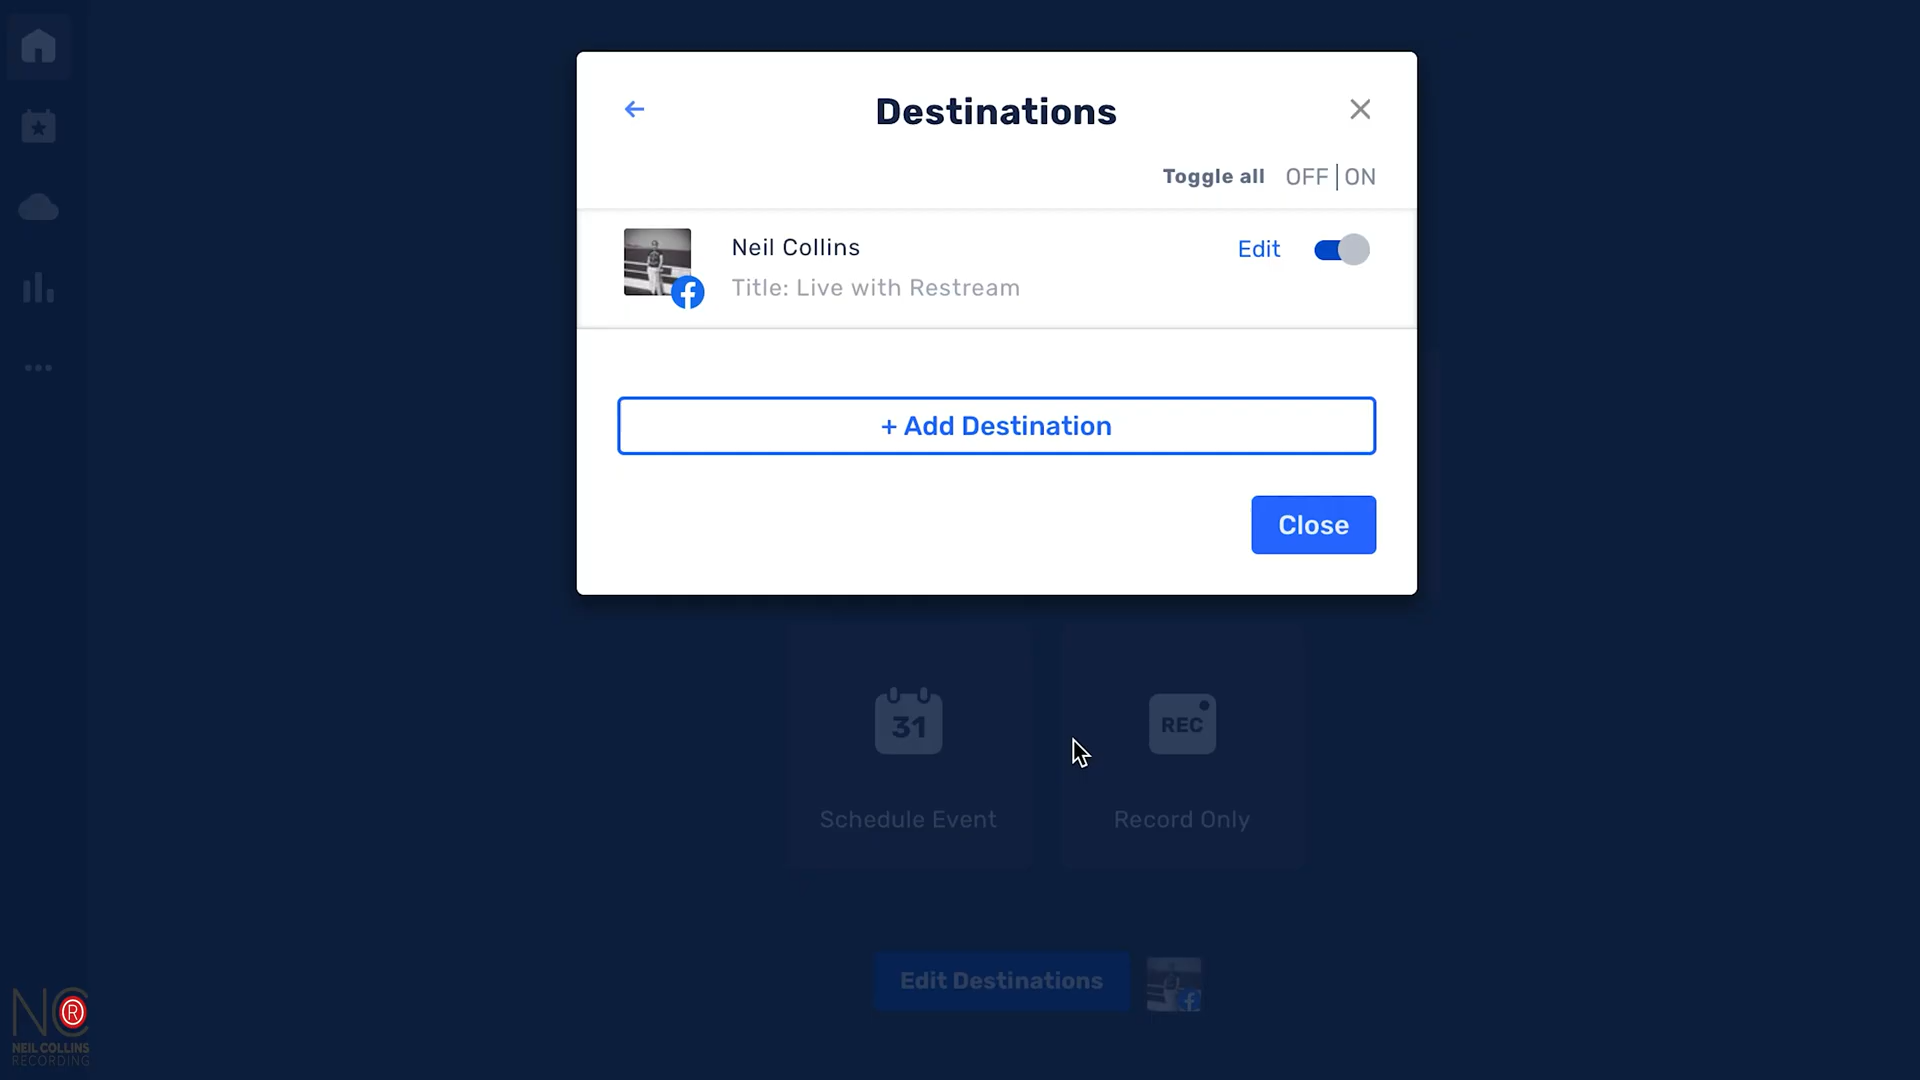 Destinations
Toggle all OFF | ON
Neil Collins
Edit
Title: Live with Restream
+ Add Destination
Close
31
REC
Schedule Event
Record Only
Edit Destinations
NC®
NEIL COLLINS
RECORDING